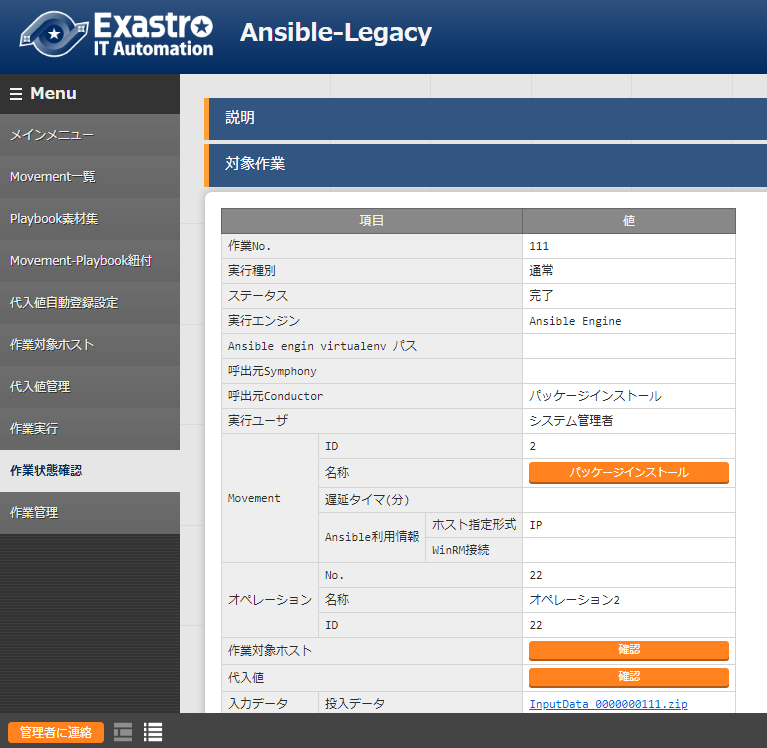 Exastro
IT Automation
Ansible-Legacy
Menu
メインメニュー
Movement一覧
Playbook素材集
Movement-Playbook紐付
代入値自動登録設定
作業対象ホスト
代入値管理
作業実行
作業状態確認
作業管理
説明
対象作業
項目 値
作業No. 111
実行種別 通常
ステータス 完了
実行エンジン Ansible Engine
Ansible engin virtualenv パス
呼出元Symphony
呼出元Conductor パッケージインストール
実行ユーザ システム管理者
Movement
ID 2
名称 パッケージインストール
遅延タイマ(分)
Ansible利用情報
ホスト指定形式 IP
WinRM接続
オペレーション
No. 22
名称 オペレーション2
ID 22
作業対象ホスト 確認
代入値 確認
入力データ 投入データ InputData_0000000111.zip
管理者に連絡